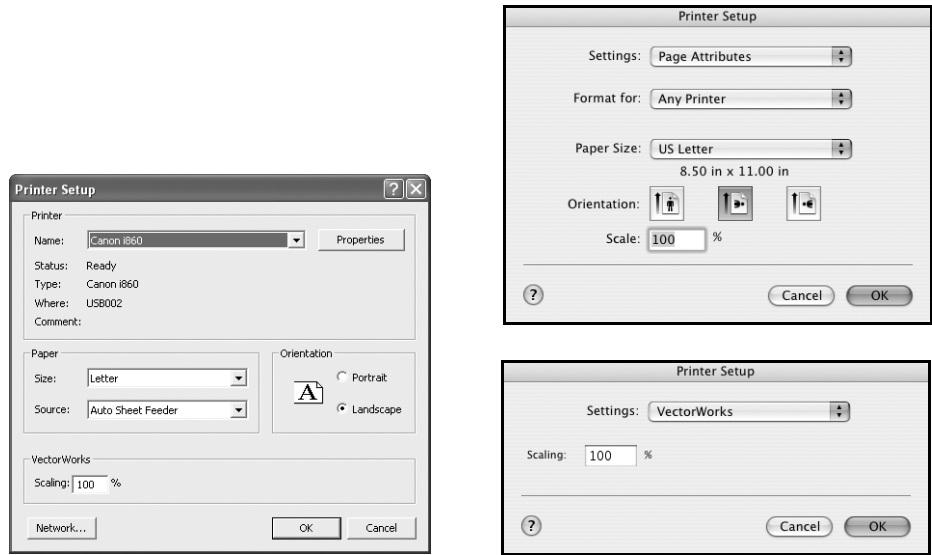 Printer Setup
Printer
Name: Canon i860 Properties
Status: Ready
Type: Canon i860
Where: USB002
Comment:
Paper
Size: Letter
Source: Auto Sheet Feeder
Orientation
A
Portrait
Landscape
VectorWorks
Scaling: 100 %
Network... OK Cancel
Printer Setup
Settings: Page Attributes
Format for: Any Printer
Paper Size: US Letter
8.50 in x 11.00 in
Orientation:
Scale: 100 %
? Cancel OK
Printer Setup
Settings: VectorWorks
Scaling: 100 %
? Cancel OK